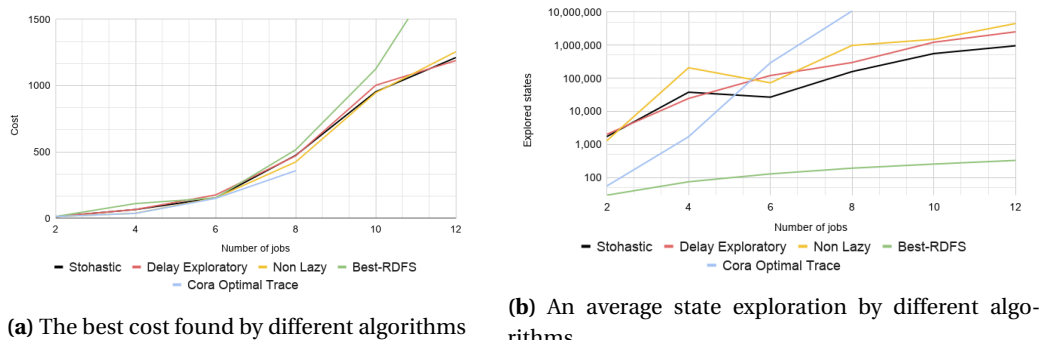 1500
1000
500
0
Cost
2 4 6 8 10 12
Number of jobs
Stohastic Delay Exploratory Non Lazy Best-RDFS
Cora Optimal Trace
(a) The best cost found by different algorithms
10,000,000
1,000,000
100,000
10,000
1,000
100
Explored states
2 4 6 8 10 12
Number of jobs
Stohastic Delay Exploratory Non Lazy Best-RDFS
Cora Optimal Trace
(b) An average state exploration by different algo-
rithms